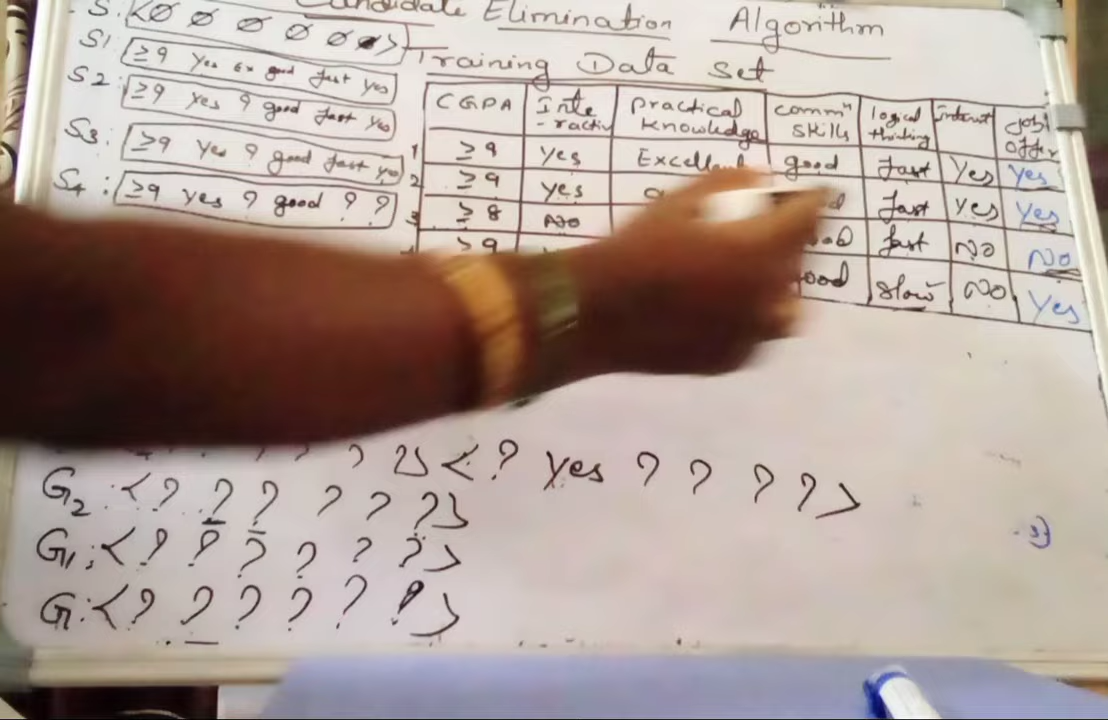 Candidate Elimination Algorithm
S: <Ø Ø Ø Ø Ø Ø>
S1 ≥9 Yes Ex good fast yes
S2: ≥9 yes ? good fast yes
S3: ≥9 Yes ? good fast yes
S4: ≥9 yes ? good ? ?
Training Data Set
CGPA Inte-ractiv practical knowledge commn skills logical thinking interest Job offer
1 ≥9 yes Excellent good fast Yes Yes
2 ≥9 yes fast yes yes
3 ≥8 No fast No No
≥9 good slow No Yes
? ? <? yes ? ? ? ?>
G2: <? ? ? ? ? ?>
G1: <? ? ? ? ? ?>
G: <? ? ? ? ? ?>